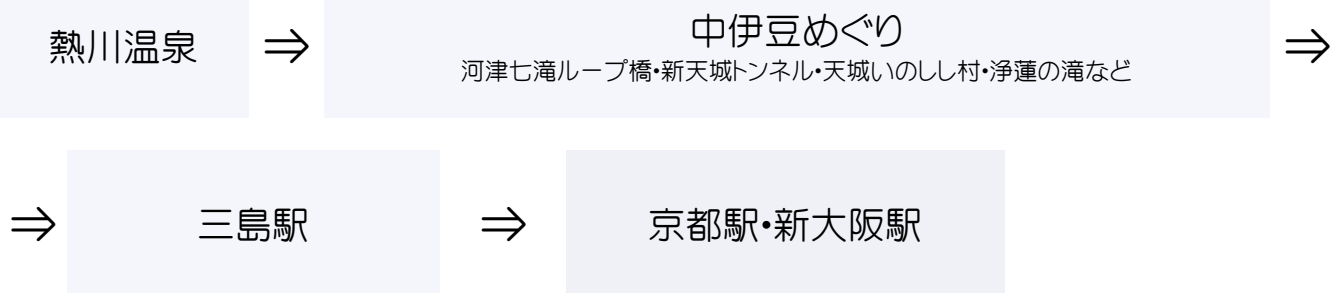 熱川温泉 ⇒ 中伊豆めぐり ⇒
河津七滝ループ橋・新天城トンネル・天城いのしし村・浄蓮の滝など
⇒ 三島駅 ⇒ 京都駅・新大阪駅